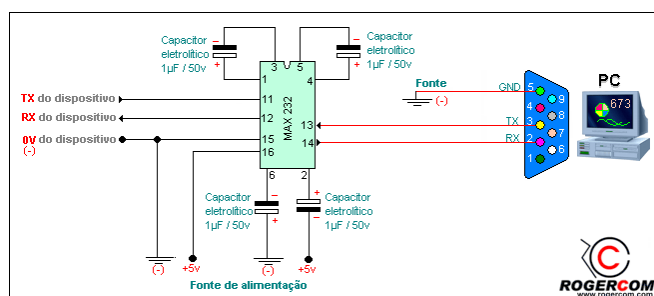 Capacitor
eletrolítico
1µF / 50v
–
+
3
5
1
4
–
+
Capacitor
eletrolítico
1µF / 50v
TX do dispositivo
RX do dispositivo
0V do dispositivo
(-)
11
12
15
16
MAX 232
13
14
6
2
Fonte
(-)
GND
TX
RX
5
4
3
2
1
9
8
7
6
PC
673
Capacitor
eletrolítico
1µF / 50v
–
+
+
–
Capacitor
eletrolítico
1µF / 50v
(-)
+5v
(-)
+5v
Fonte de alimentação
C
ROGERCOM
www.rogercom.com